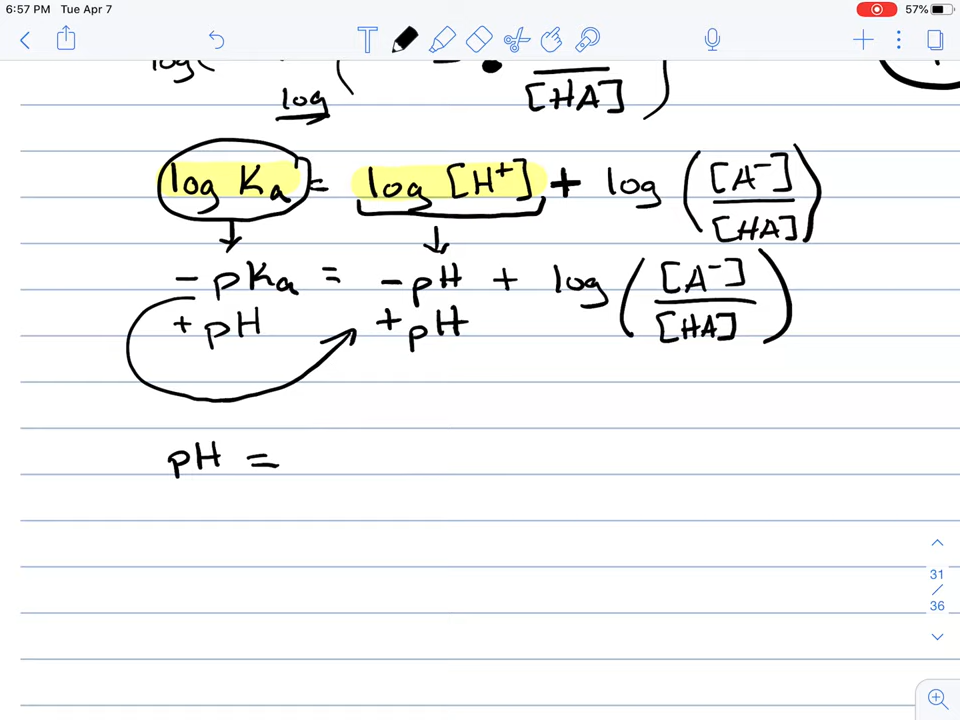 6:57 PM Tue Apr 7 57%
T
log(
log [HA]
log Ka = log [H+] + log ([A-]/[HA])
- pKa = - pH + log ([A-]/[HA])
+ pH + pH
pH =
31
/
36